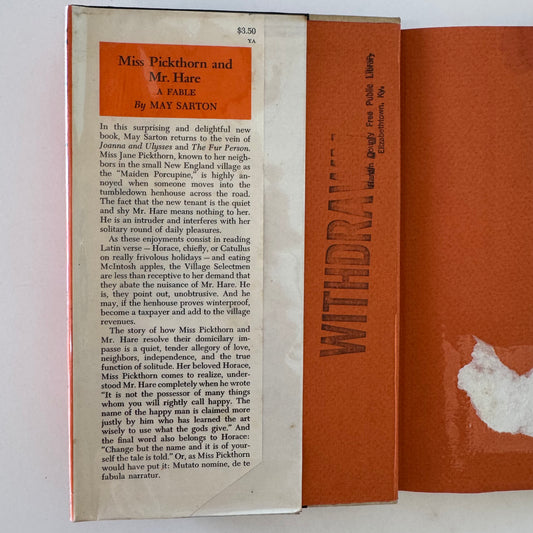 $3.50
YA
Miss Pickthorn and
Mr. Hare
A FABLE
By MAY SARTON
In this surprising and delightful new
book, May Sarton returns to the vein of
Joanna and Ulysses and The Fur Person.
Miss Jane Pickthorn, known to her neigh-
bors in the small New England village as
the "Maiden Porcupine," is highly an-
noyed when someone moves into the
tumbledown henhouse across the road.
The fact that the new tenant is the quiet
and shy Mr. Hare means nothing to her.
He is an intruder and interferes with her
solitary round of daily pleasures.
As these enjoyments consist in reading
Latin verse — Horace, chiefly, or Catullus
on really frivolous holidays — and eating
McIntosh apples, the Village Selectmen
are less than receptive to her demand that
they abate the nuisance of Mr. Hare. He
is, they point out, unobtrusive. And he
may, if the henhouse proves winterproof,
become a taxpayer and add to the village
revenues.
The story of how Miss Pickthorn and
Mr. Hare resolve their domiciliary im-
passe is a quiet, tender allegory of love,
neighbors, independence, and the true
function of solitude. Her beloved Horace,
Miss Pickthorn comes to realize, under-
stood Mr. Hare completely when he wrote
"It is not the possessor of many things
whom you will rightly call happy. The
name of the happy man is claimed more
justly by him who has learned the art
wisely to use what the gods give." And
the final word also belongs to Horace:
"Change but the name and it is of your-
self the tale is told." Or, as Miss Pickthorn
would have put it: Mutato nomine, de te
fabula narratur.
WITHDRAWN
County Free Public Library
Elizabethtown, Ky.